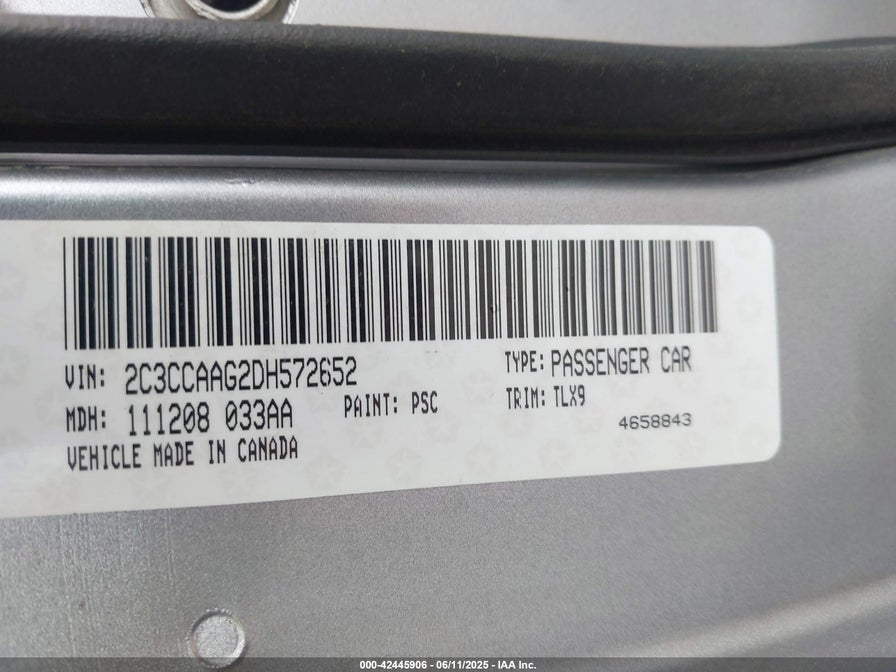 VIN: 2C3CCAAG2DH572652
TYPE: PASSENGER CAR
MDH: 111208 033AA
PAINT: PSC
TRIM: TLX9
4658843
VEHICLE MADE IN CANADA
000-42445906 - 06/11/2025 - IAA Inc.